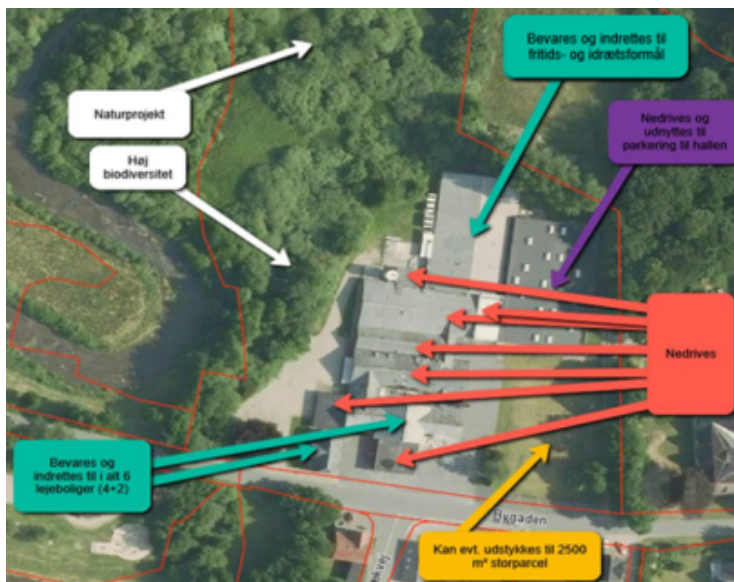 Bevares og indrettes til
fritids- og idrætsformål
Naturprojekt
Nedrives og
udnyttes til
parkering til hallen
Høj
biodiversitet
Nedrives
Bevares og
indrettes til i alt 6
lejeboliger (4+2)
Bygaden
Kan evt. udstykkes til 2500
m² storparcel